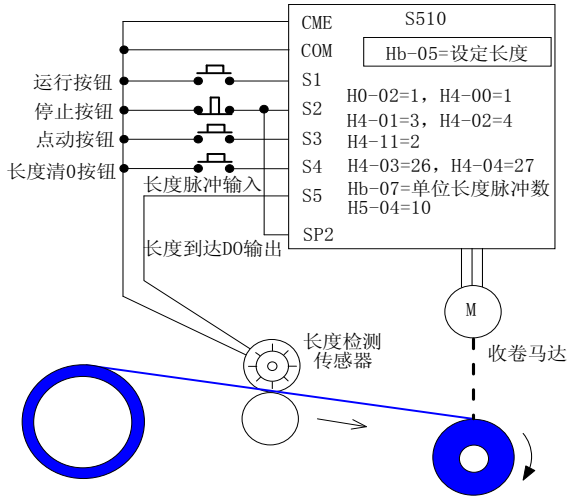 CME
S510
COM
Hb-05=设定长度
运行按钮
S1
H0-02=1，H4-00=1
停止按钮
S2
H4-01=3，H4-02=4
点动按钮
S3
H4-11=2
长度清0按钮
S4
H4-03=26，H4-04=27
长度脉冲输入
S5
Hb-07=单位长度脉冲数
H5-04=10
SP2
长度到达DO输出
M
长度检测
传感器
收卷马达